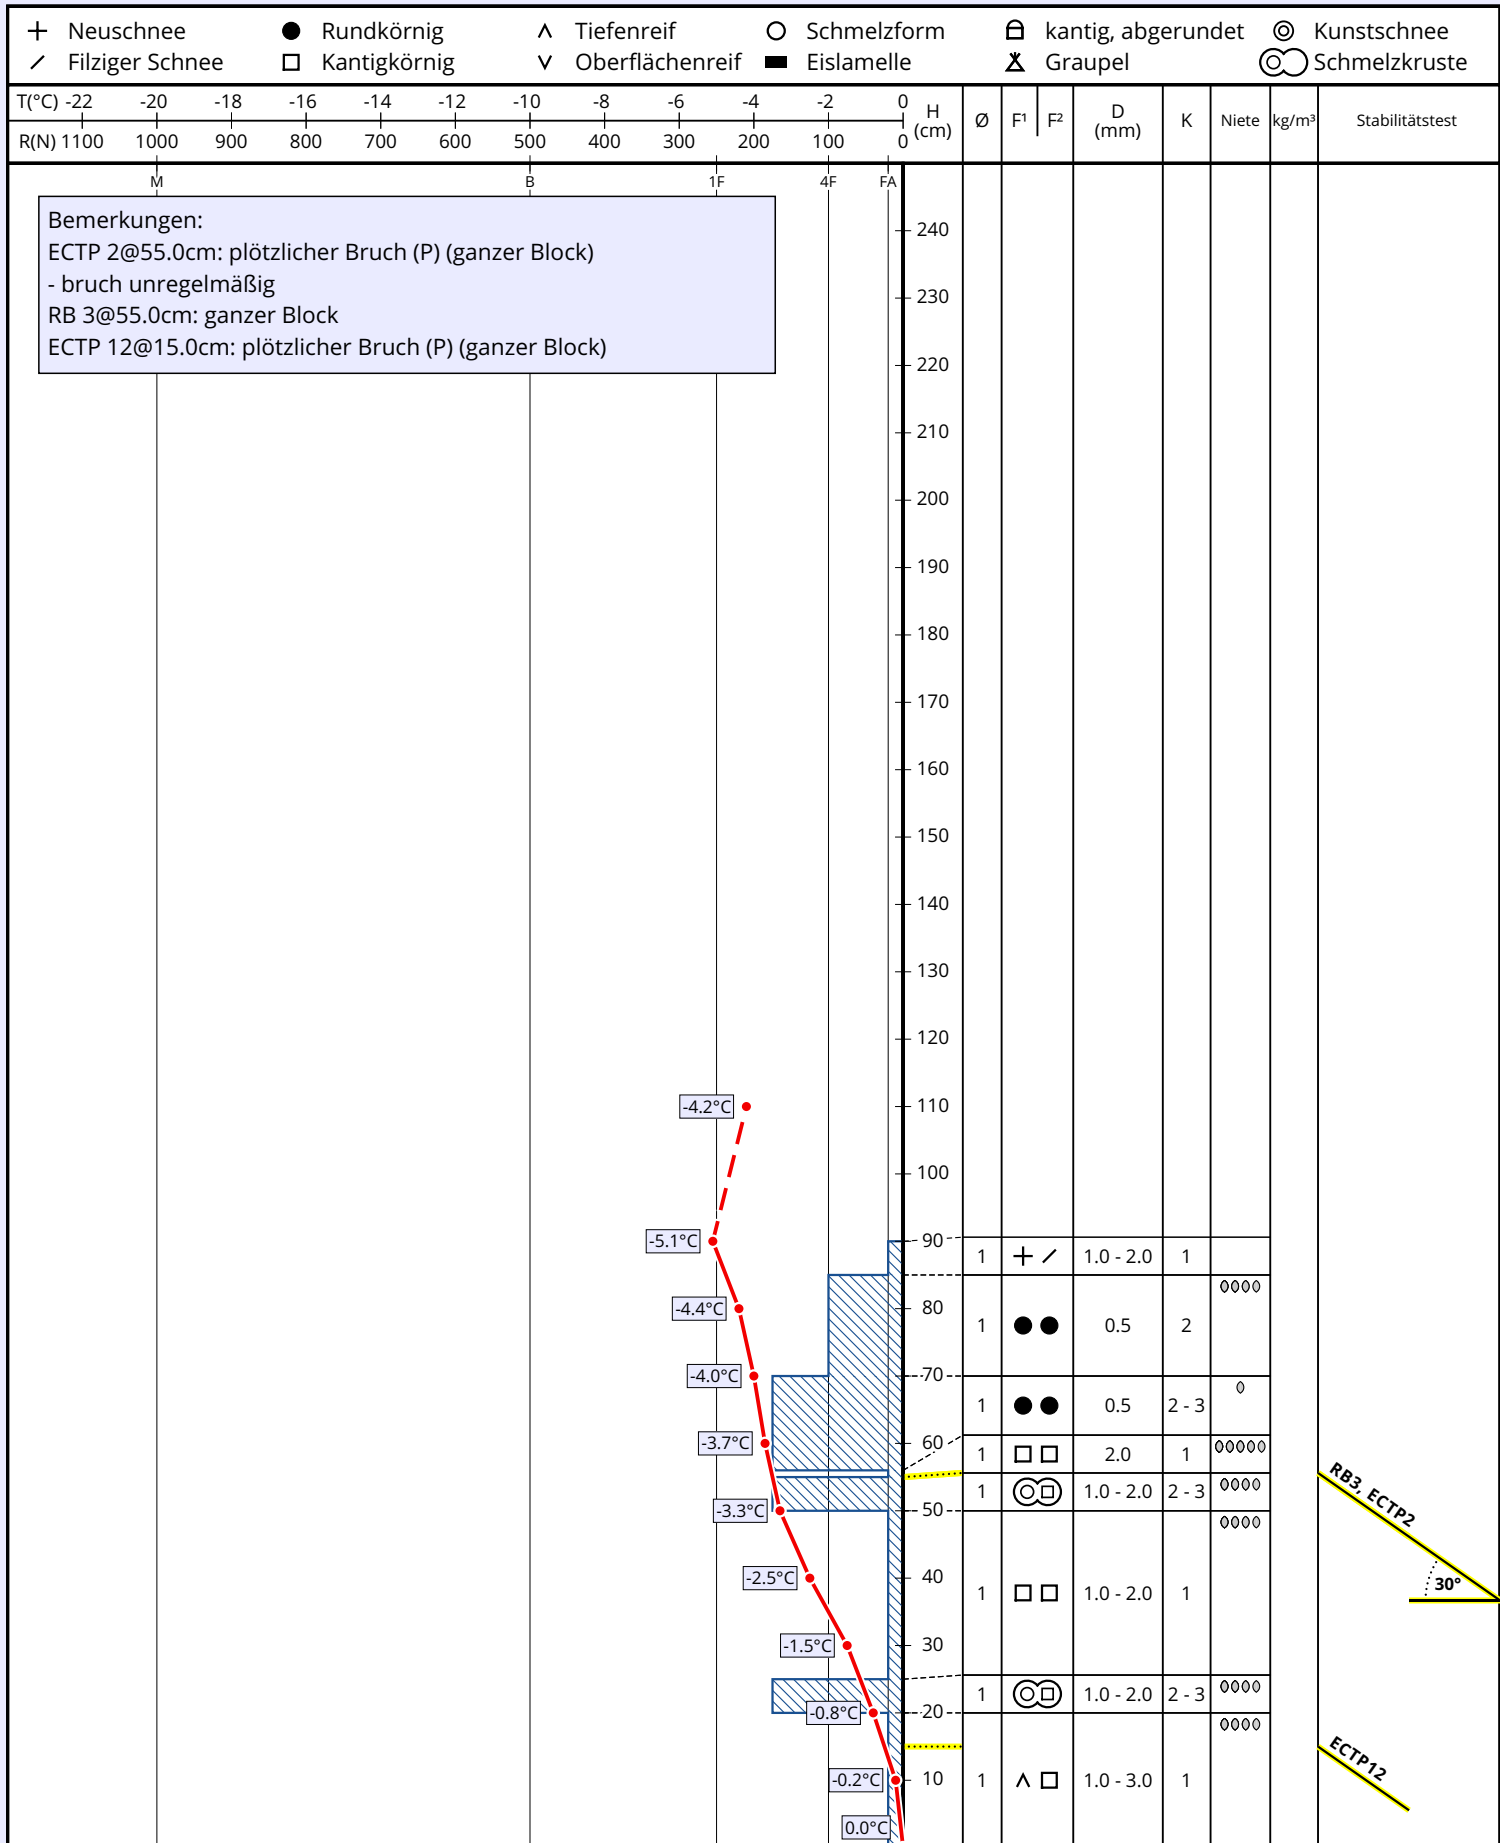 Neuschnee Rundkörnig Tiefenreif Schmelzform kantig, abgerundet Kunstschnee
Filziger Schnee Kantigkörnig Oberflächenreif Eislamelle Graupel Schmelzkruste
T(°C) -22 -20 -18 -16 -14 -12 -10 -8 -6 -4 -2 0
R(N) 1100 1000 900 800 700 600 500 400 300 200 100 0
H (cm) Ø F¹ F² D (mm) K Niete kg/m³ Stabilitätstest
M B 1F 4F FA
Bemerkungen:
ECTP 2@55.0cm: plötzlicher Bruch (P) (ganzer Block)
- bruch unregelmäßig
RB 3@55.0cm: ganzer Block
ECTP 12@15.0cm: plötzlicher Bruch (P) (ganzer Block)
240
230
220
210
200
190
180
170
160
150
140
130
120
-4.2°C 110
100
-5.1°C 90
1 1.0 - 2.0 1
-4.4°C 80
1 0.5 2
-4.0°C 70
1 0.5 2 - 3
-3.7°C 60
1 2.0 1
1 1.0 - 2.0 2 - 3
RB3, ECTP2
-3.3°C 50
-2.5°C 40
30°
1 1.0 - 2.0 1
-1.5°C 30
1 1.0 - 2.0 2 - 3
-0.8°C 20
ECTP12
-0.2°C 10 1 1.0 - 3.0 1
0.0°C